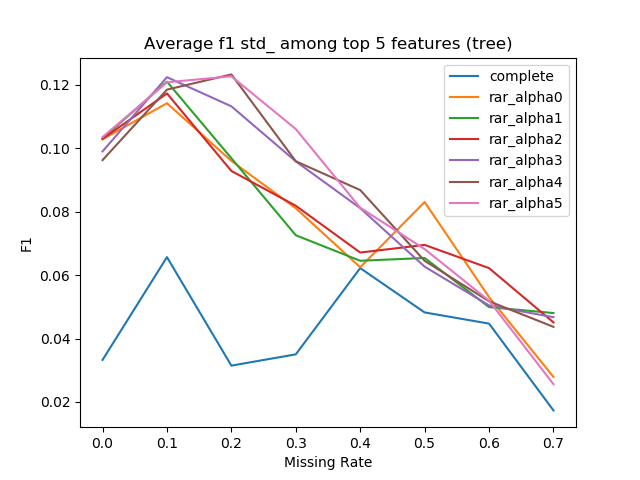 Average f1 std_ among top 5 features (tree)
complete
rar_alpha0
rar_alpha1
rar_alpha2
rar_alpha3
rar_alpha4
rar_alpha5
0.12
0.10
0.08
0.06
0.04
0.02
F1
0.0 0.1 0.2 0.3 0.4 0.5 0.6 0.7
Missing Rate